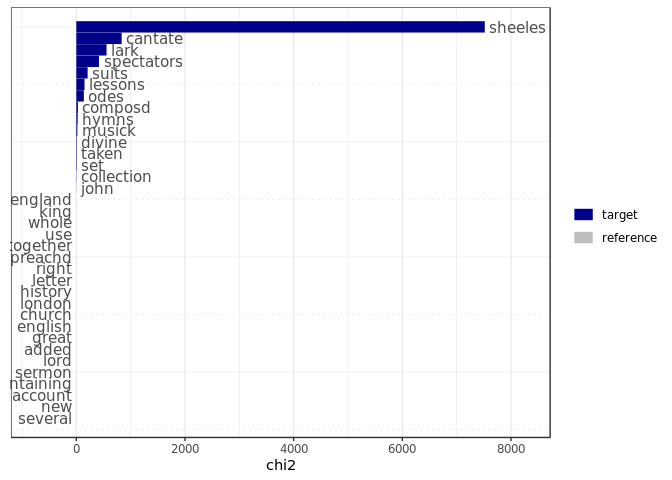 sheeles
cantate
lark
spectators
suits
lessons
odes
composd
hymns
musick
divine
taken
set
collection
john
england
king
whole
use
together
preachd
right
letter
history
london
church
english
great
added
lord
sermon
ntaining
account
new
several
target
reference
0 2000 4000 6000 8000
chi2